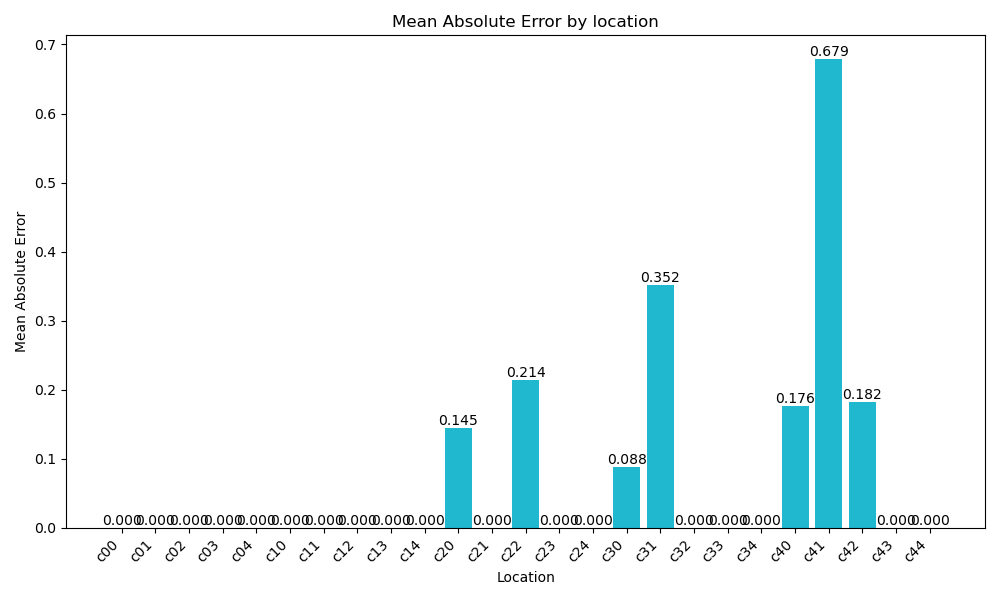 Mean Absolute Error by location
Mean Absolute Error
0.7
0.6
0.5
0.4
0.3
0.2
0.1
0.0
0.000 0.000 0.000 0.000 0.000 0.000 0.000 0.000 0.000 0.000 0.145 0.000 0.214 0.000 0.000 0.088 0.352 0.000 0.000 0.000 0.176 0.679 0.182 0.000 0.000
c00 c01 c02 c03 c04 c10 c11 c12 c13 c14 c20 c21 c22 c23 c24 c30 c31 c32 c33 c34 c40 c41 c42 c43 c44
Location